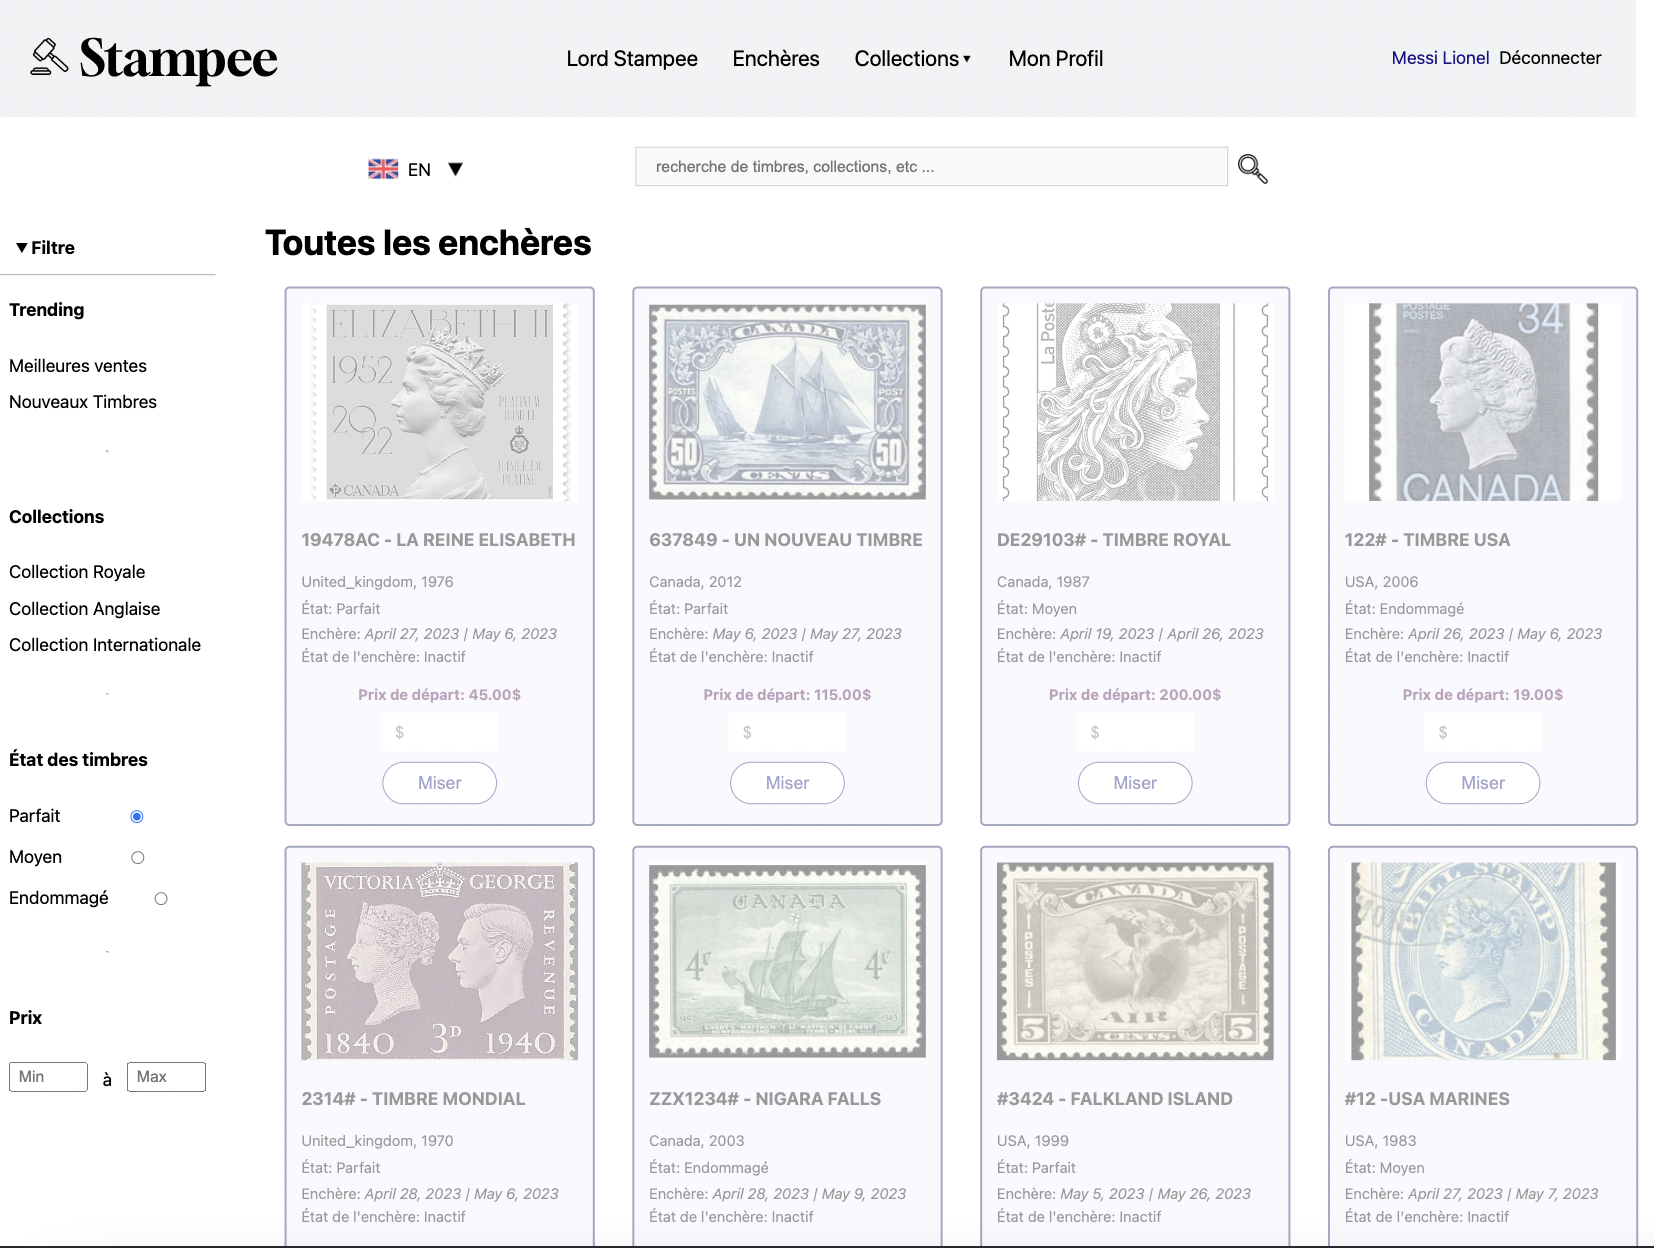 Stampee
Lord Stampee Enchères Collections ▾ Mon Profil
Messi Lionel Déconnecter
EN ▼
recherche de timbres, collections, etc ...
▼ Filtre
Trending
Meilleures ventes
Nouveaux Timbres
Collections
Collection Royale
Collection Anglaise
Collection Internationale
État des timbres
Parfait
Moyen
Endommagé
Prix
Min à Max
Toutes les enchères
ELIZABETH II
1952
2022
PLATINUM
JUBILEE
JUBILÉ DE
PLATINE
CANADA
19478AC - LA REINE ELISABETH
United_kingdom, 1976
État: Parfait
Enchère: April 27, 2023 | May 6, 2023
État de l'enchère: Inactif
Prix de départ: 45.00$
$
Miser
CANADA
POSTES POST
50 50
CENTS
637849 - UN NOUVEAU TIMBRE
Canada, 2012
État: Parfait
Enchère: May 6, 2023 | May 27, 2023
État de l'enchère: Inactif
Prix de départ: 115.00$
$
Miser
La Poste
DE29103# - TIMBRE ROYAL
Canada, 1987
État: Moyen
Enchère: April 19, 2023 | April 26, 2023
État de l'enchère: Inactif
Prix de départ: 200.00$
$
Miser
POSTAGE
POSTES
34
CANADA
122# - TIMBRE USA
USA, 2006
État: Endommagé
Enchère: April 26, 2023 | May 6, 2023
État de l'enchère: Inactif
Prix de départ: 19.00$
$
Miser
VICTORIA GEORGE
POSTAGE
REVENUE
1840 3D 1940
2314# - TIMBRE MONDIAL
United_kingdom, 1970
État: Parfait
Enchère: April 28, 2023 | May 6, 2023
État de l'enchère: Inactif
CANADA
4c 4c
1497 1949
ZZX1234# - NIGARA FALLS
Canada, 2003
État: Endommagé
Enchère: April 28, 2023 | May 9, 2023
État de l'enchère: Inactif
CANADA
POSTES
POSTAGE
AIR
5 CENTS 5
#3424 - FALKLAND ISLAND
USA, 1999
État: Parfait
Enchère: May 5, 2023 | May 26, 2023
État de l'enchère: Inactif
BILL STAMP
CANADA
#12 -USA MARINES
USA, 1983
État: Moyen
Enchère: April 27, 2023 | May 7, 2023
État de l'enchère: Inactif